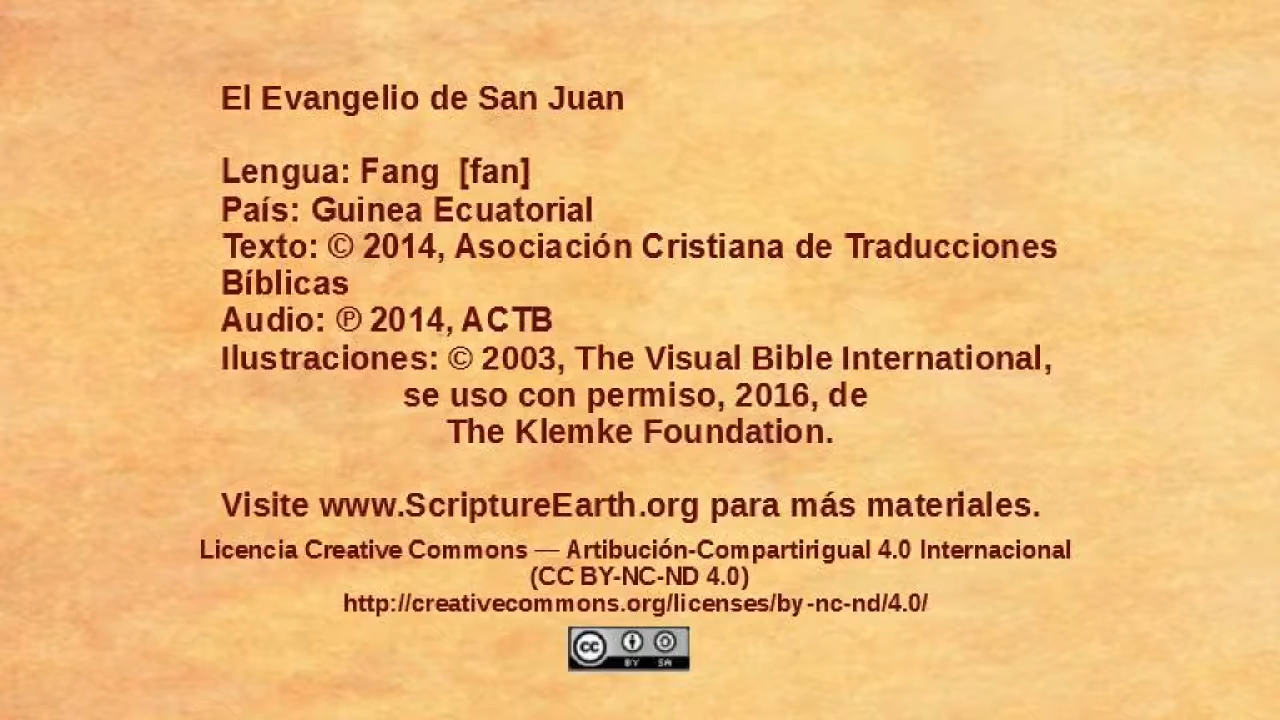 El Evangelio de San Juan
Lengua: Fang [fan]
País: Guinea Ecuatorial
Texto: © 2014, Asociación Cristiana de Traducciones
Bíblicas
Audio: ℗ 2014, ACTB
Ilustraciones: © 2003, The Visual Bible International,
se uso con permiso, 2016, de
The Klemke Foundation.
Visite www.ScriptureEarth.org para más materiales.
Licencia Creative Commons — Artibución-Compartirigual 4.0 Internacional
(CC BY-NC-ND 4.0)
http://creativecommons.org/licenses/by-nc-nd/4.0/
cc BY SA